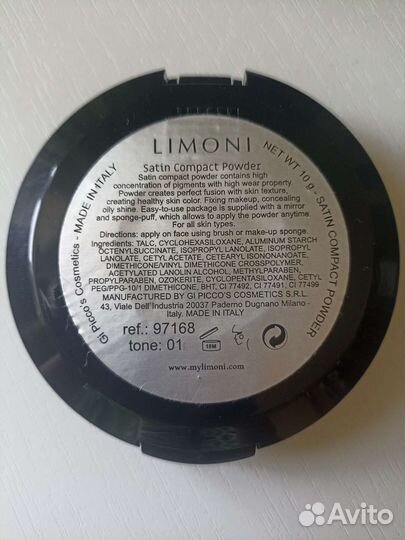 LIMONI
Satin Compact Powder
Satin compact powder contains high
concentration of pigments with high wear property.
Powder creates perfect fusion with skin texture,
creating healthy skin color. Fixing makeup, concealing
oily shine. Easy-to-use package is supplied with a mirror
and sponge-puff, which allows to apply the powder anytime.
For all skin types.
Directions: apply on face using brush or make-up sponge.
Ingredients: TALC, CYCLOHEXASILOXANE, ALUMINUM STARCH
OCTENYLSUCCINATE, ISOPROPYL LANOLATE, ISOPROPYL
LANOLATE, CETYL ACETATE, CETEARYL ISONONANOATE,
DIMETHICONE/VINYL DIMETHICONE CROSSPOLYMER,
ACETYLATED LANOLIN ALCOHOL, METHYLPARABEN,
PROPYLPARABEN, OZOKERITE, CYCLOPENTASILOXANE, CETYL
PEG/PPG-10/1 DIMETHICONE, BHT, CI 77492, CI 77491, CI 77499
MANUFACTURED BY GI PICCO'S COSMETICS S.R.L.
43, Viale Dell'Industria 20037 Paderno Dugnano Milano -
Italy. MADE IN ITALY
ref.: 97168
tone: 01
18M
www.mylimoni.com
Gi Picco's Cosmetics - MADE IN ITALY
NET WT 10 g - SATIN COMPACT POWDER
Avito